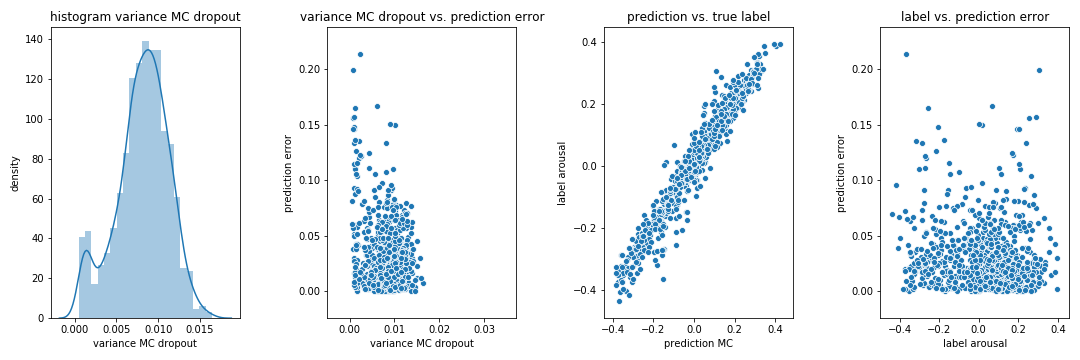 histogram variance MC dropout
140
120
100
80
60
40
20
0
density
0.000 0.005 0.010 0.015
variance MC dropout
variance MC dropout vs. prediction error
0.20
0.15
0.10
0.05
0.00
prediction error
0.00 0.01 0.02 0.03
variance MC dropout
prediction vs. true label
0.4
0.2
0.0
−0.2
−0.4
label arousal
−0.4 −0.2 0.0 0.2 0.4
prediction MC
label vs. prediction error
0.20
0.15
0.10
0.05
0.00
prediction error
−0.4 −0.2 0.0 0.2 0.4
label arousal